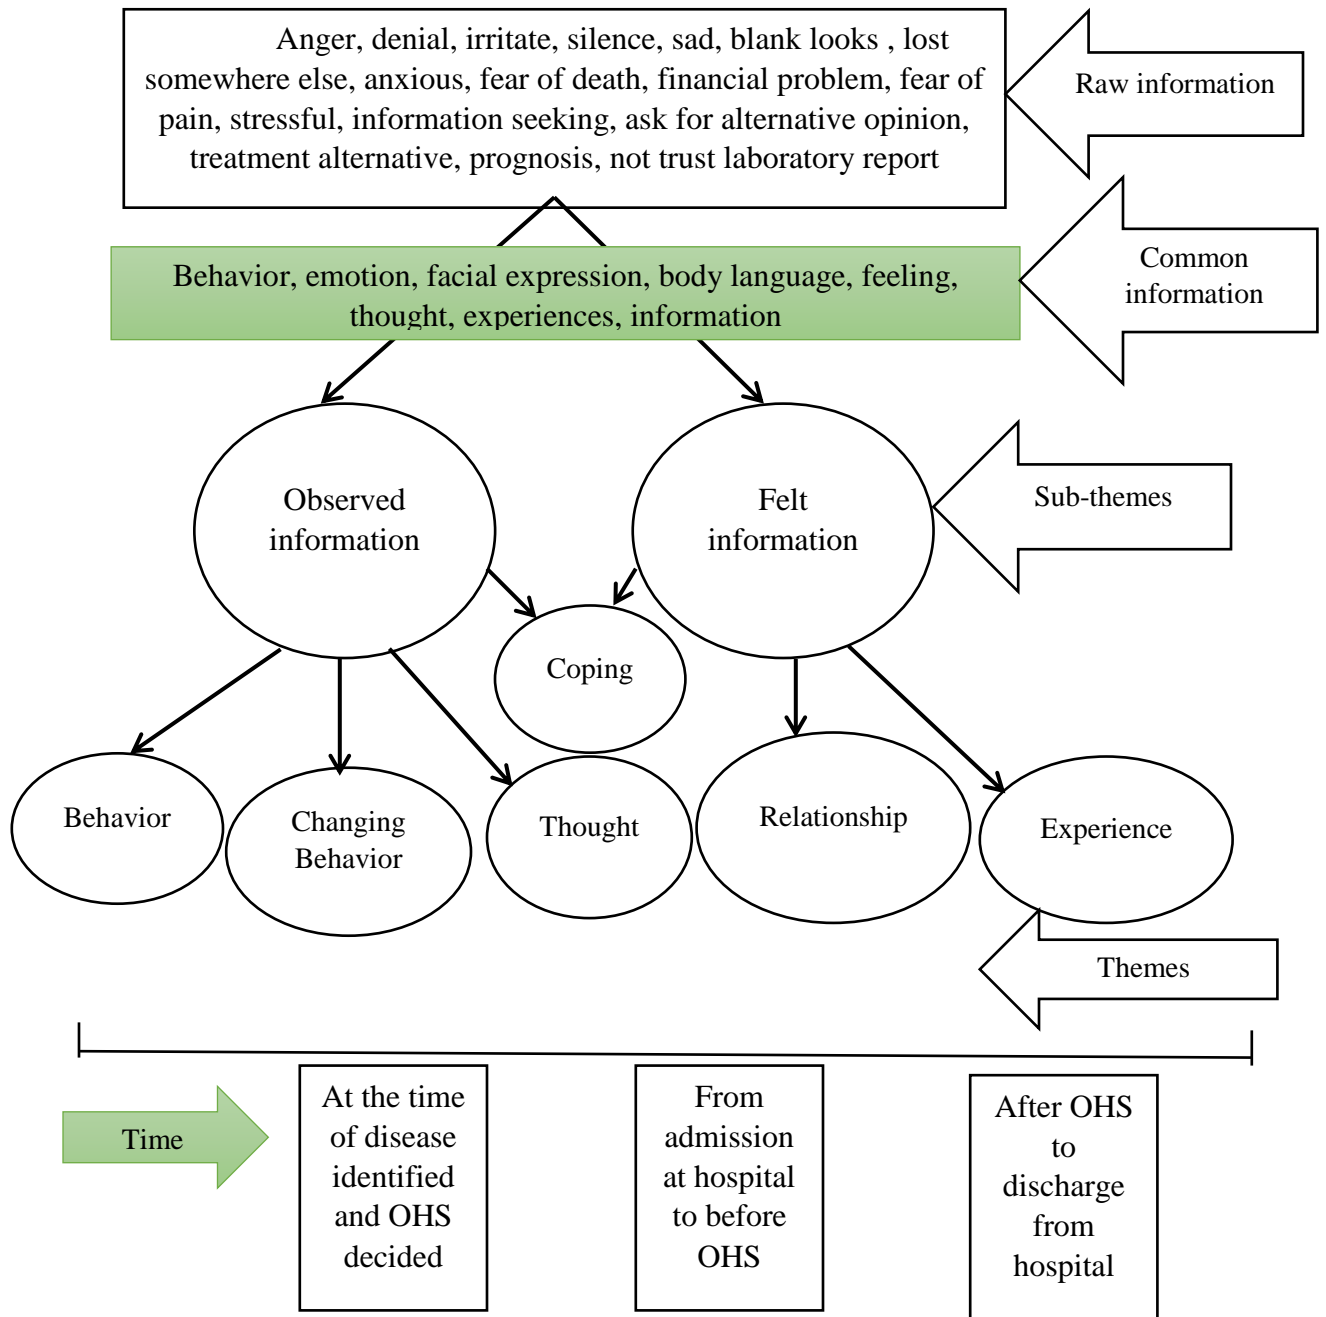 Anger, denial, irritate, silence, sad, blank looks , lost
somewhere else, anxious, fear of death, financial problem, fear of
pain, stressful, information seeking, ask for alternative opinion,
treatment alternative, prognosis, not trust laboratory report
Raw information
Behavior, emotion, facial expression, body language, feeling,
thought, experiences, information
Common
information
Observed
information
Felt
information
Sub-themes
Coping
Behavior
Changing
Behavior
Thought
Relationship
Experience
Themes
Time
At the time
of disease
identified
and OHS
decided
From
admission
at hospital
to before
OHS
After OHS
to
discharge
from
hospital